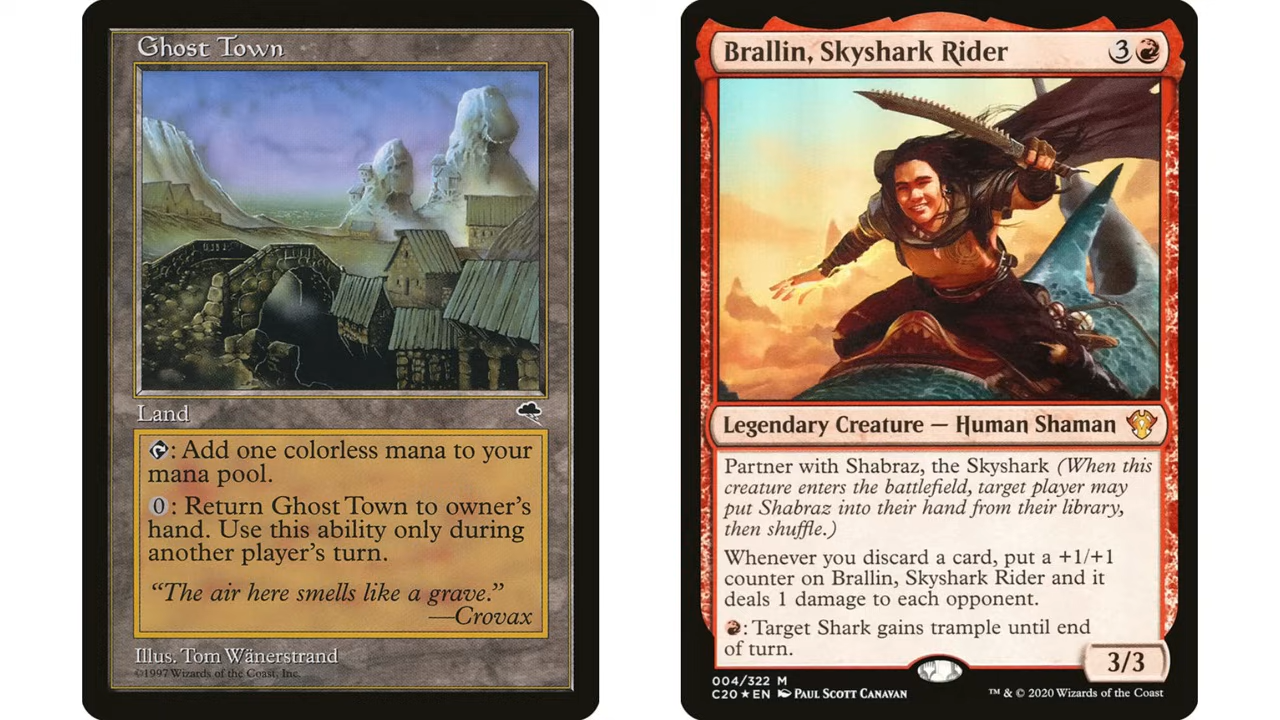 Ghost Town
Land
: Add one colorless mana to your
mana pool.
0: Return Ghost Town to owner's
hand. Use this ability only during
another player's turn.
"The air here smells like a grave."
—Crovax
Illus. Tom Wänerstrand
©1997 Wizards of the Coast, Inc.
Brallin, Skyshark Rider
3
Legendary Creature — Human Shaman
Partner with Shabraz, the Skyshark (When this
creature enters the battlefield, target player may
put Shabraz into their hand from their library,
then shuffle.)
Whenever you discard a card, put a +1/+1
counter on Brallin, Skyshark Rider and it
deals 1 damage to each opponent.
: Target Shark gains trample until end
of turn.
3/3
004/322 M
C20★EN Paul Scott Canavan
™ & © 2020 Wizards of the Coast